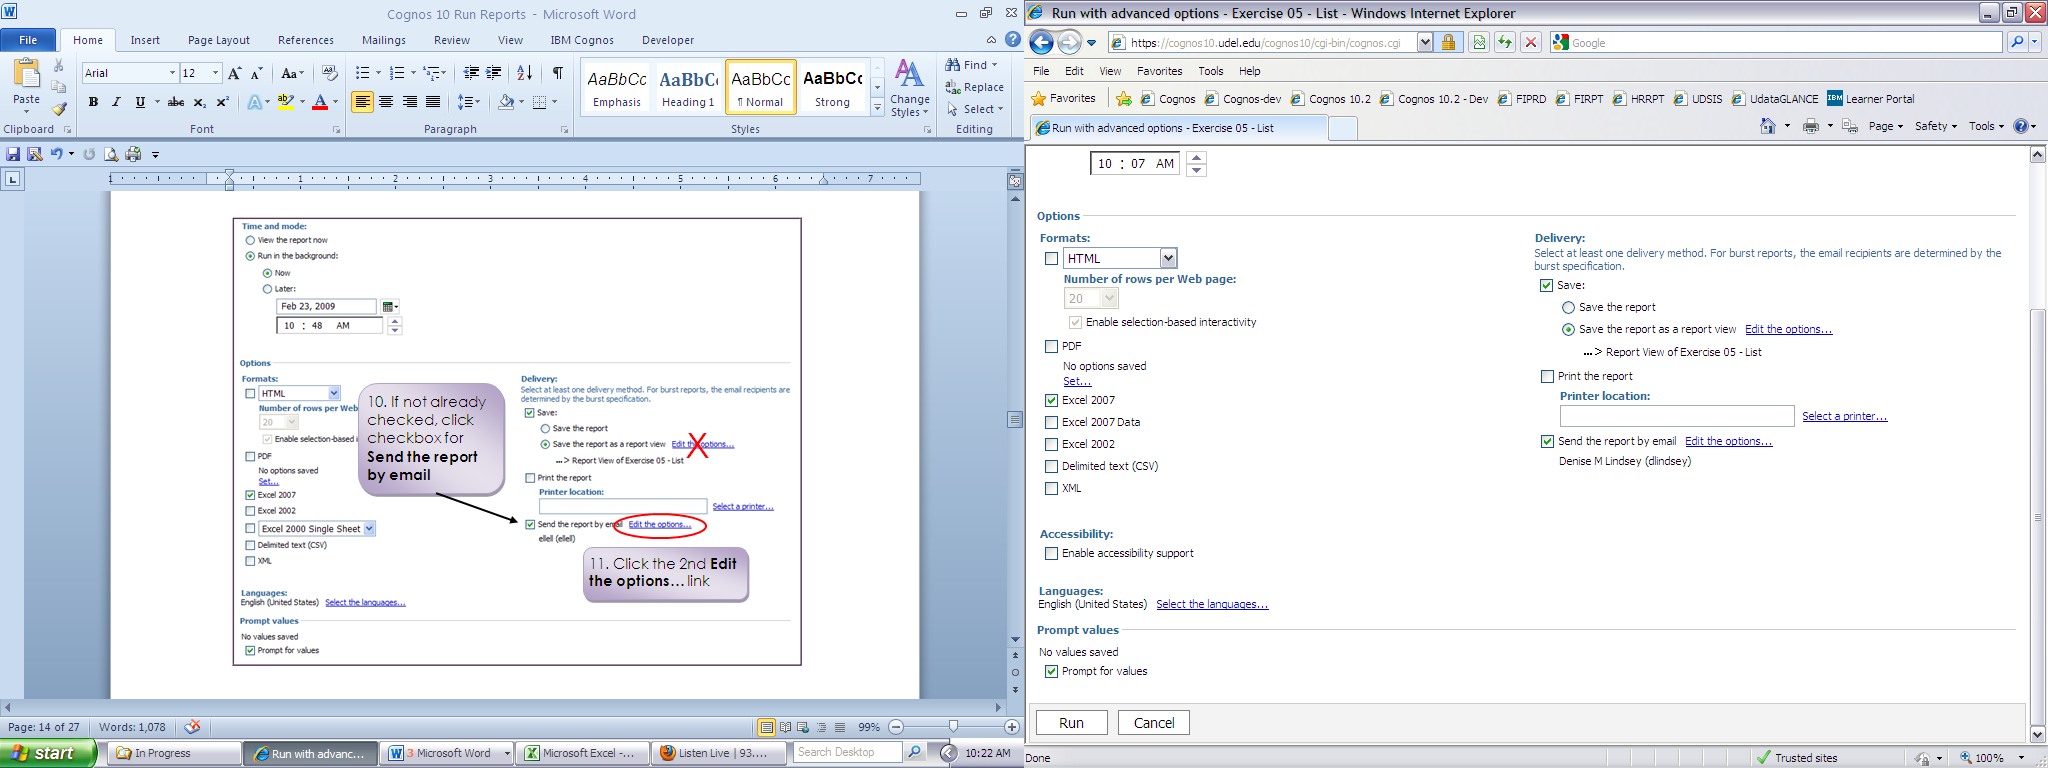 Cognos 10 Run Reports - Microsoft Word
File Home Insert Page Layout References Mailings Review View IBM Cognos Developer
Paste
Clipboard
Arial 12
Font
Paragraph
AaBbCc AaBbC AaBbCc AaBbCc
Emphasis Heading 1 ¶ Normal Strong
Change
Styles
Styles
Find
Replace
Select
Editing
1 1 2 3 4 5 6 7
Time and mode:
View the report now
Run in the background:
Now
Later:
Feb 23, 2009
10 : 48 AM
Options
Formats:
HTML
Number of rows per Web
20
Enable selection-based i
PDF
No options saved
Set...
Excel 2007
Excel 2002
Excel 2000 Single Sheet
Delimited text (CSV)
XML
Languages:
English (United States) Select the languages...
Prompt values
No values saved
Prompt for values
10. If not already
checked, click
checkbox for
Send the report
by email
Delivery:
Select at least one delivery method. For burst reports, the email recipients are
determined by the burst specification.
Save:
Save the report
Save the report as a report view Edit the options...
X
...> Report View of Exercise 05 - List
Print the report
Printer location:
Select a printer...
Send the report by email Edit the options...
elell (elell)
11. Click the 2nd Edit
the options... link
Page: 14 of 27 Words: 1,078 99%
start In Progress Run with advanc... 3 Microsoft Word Microsoft Excel -... Listen Live | 93.... Search Desktop 10:22 AM
Run with advanced options - Exercise 05 - List - Windows Internet Explorer
https://cognos10.udel.edu/cognos10/cgi-bin/cognos.cgi Google
File Edit View Favorites Tools Help
Favorites Cognos Cognos-dev Cognos 10.2 Cognos 10.2 - Dev FIPRD FIRPT HRRPT UDSIS UdataGLANCE IBM Learner Portal
Run with advanced options - Exercise 05 - List Page Safety Tools
10 : 07 AM
Options
Formats:
HTML
Number of rows per Web page:
20
Enable selection-based interactivity
PDF
No options saved
Set...
Excel 2007
Excel 2007 Data
Excel 2002
Delimited text (CSV)
XML
Delivery:
Select at least one delivery method. For burst reports, the email recipients are determined by the
burst specification.
Save:
Save the report
Save the report as a report view Edit the options...
...> Report View of Exercise 05 - List
Print the report
Printer location:
Select a printer...
Send the report by email Edit the options...
Denise M Lindsey (dlindsey)
Accessibility:
Enable accessibility support
Languages:
English (United States) Select the languages...
Prompt values
No values saved
Prompt for values
Run Cancel
Done Trusted sites 100%